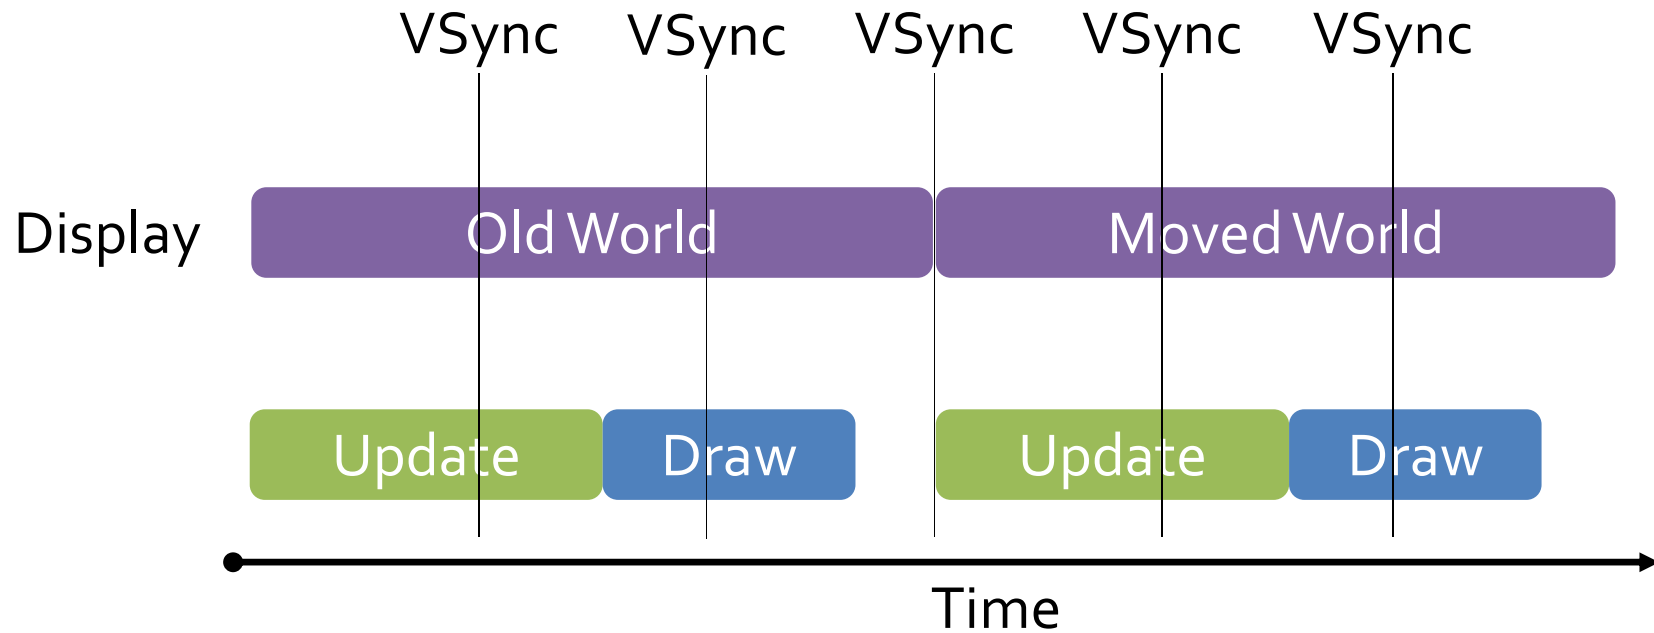 VSync VSync VSync VSync VSync
Display Old World Moved World
Update Draw Update Draw
Time